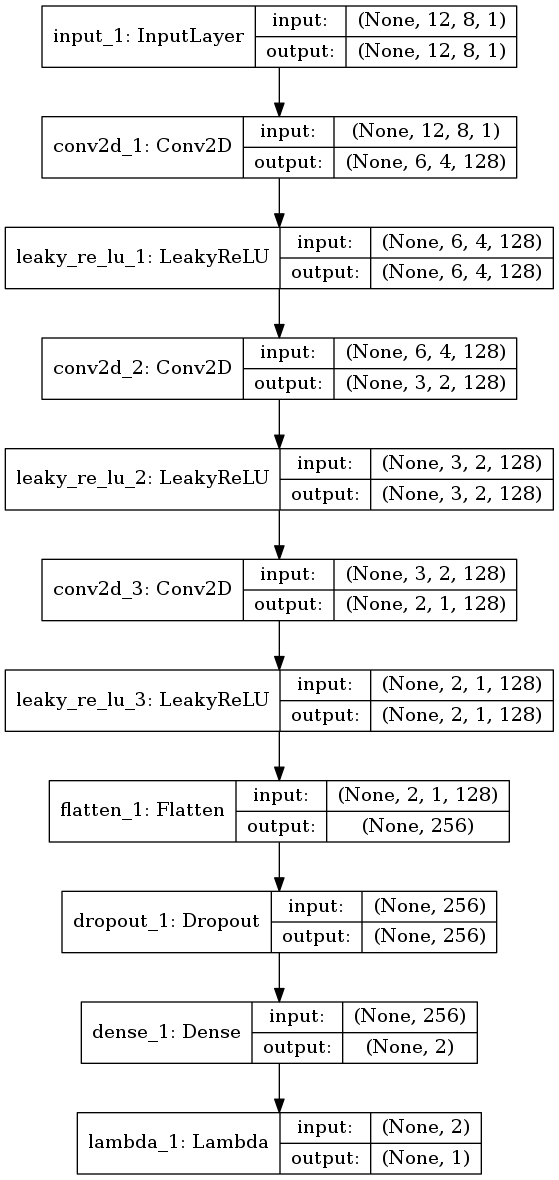 input_1: InputLayer
input: (None, 12, 8, 1)
output: (None, 12, 8, 1)
conv2d_1: Conv2D
input: (None, 12, 8, 1)
output: (None, 6, 4, 128)
leaky_re_lu_1: LeakyReLU
input: (None, 6, 4, 128)
output: (None, 6, 4, 128)
conv2d_2: Conv2D
input: (None, 6, 4, 128)
output: (None, 3, 2, 128)
leaky_re_lu_2: LeakyReLU
input: (None, 3, 2, 128)
output: (None, 3, 2, 128)
conv2d_3: Conv2D
input: (None, 3, 2, 128)
output: (None, 2, 1, 128)
leaky_re_lu_3: LeakyReLU
input: (None, 2, 1, 128)
output: (None, 2, 1, 128)
flatten_1: Flatten
input: (None, 2, 1, 128)
output: (None, 256)
dropout_1: Dropout
input: (None, 256)
output: (None, 256)
dense_1: Dense
input: (None, 256)
output: (None, 2)
lambda_1: Lambda
input: (None, 2)
output: (None, 1)